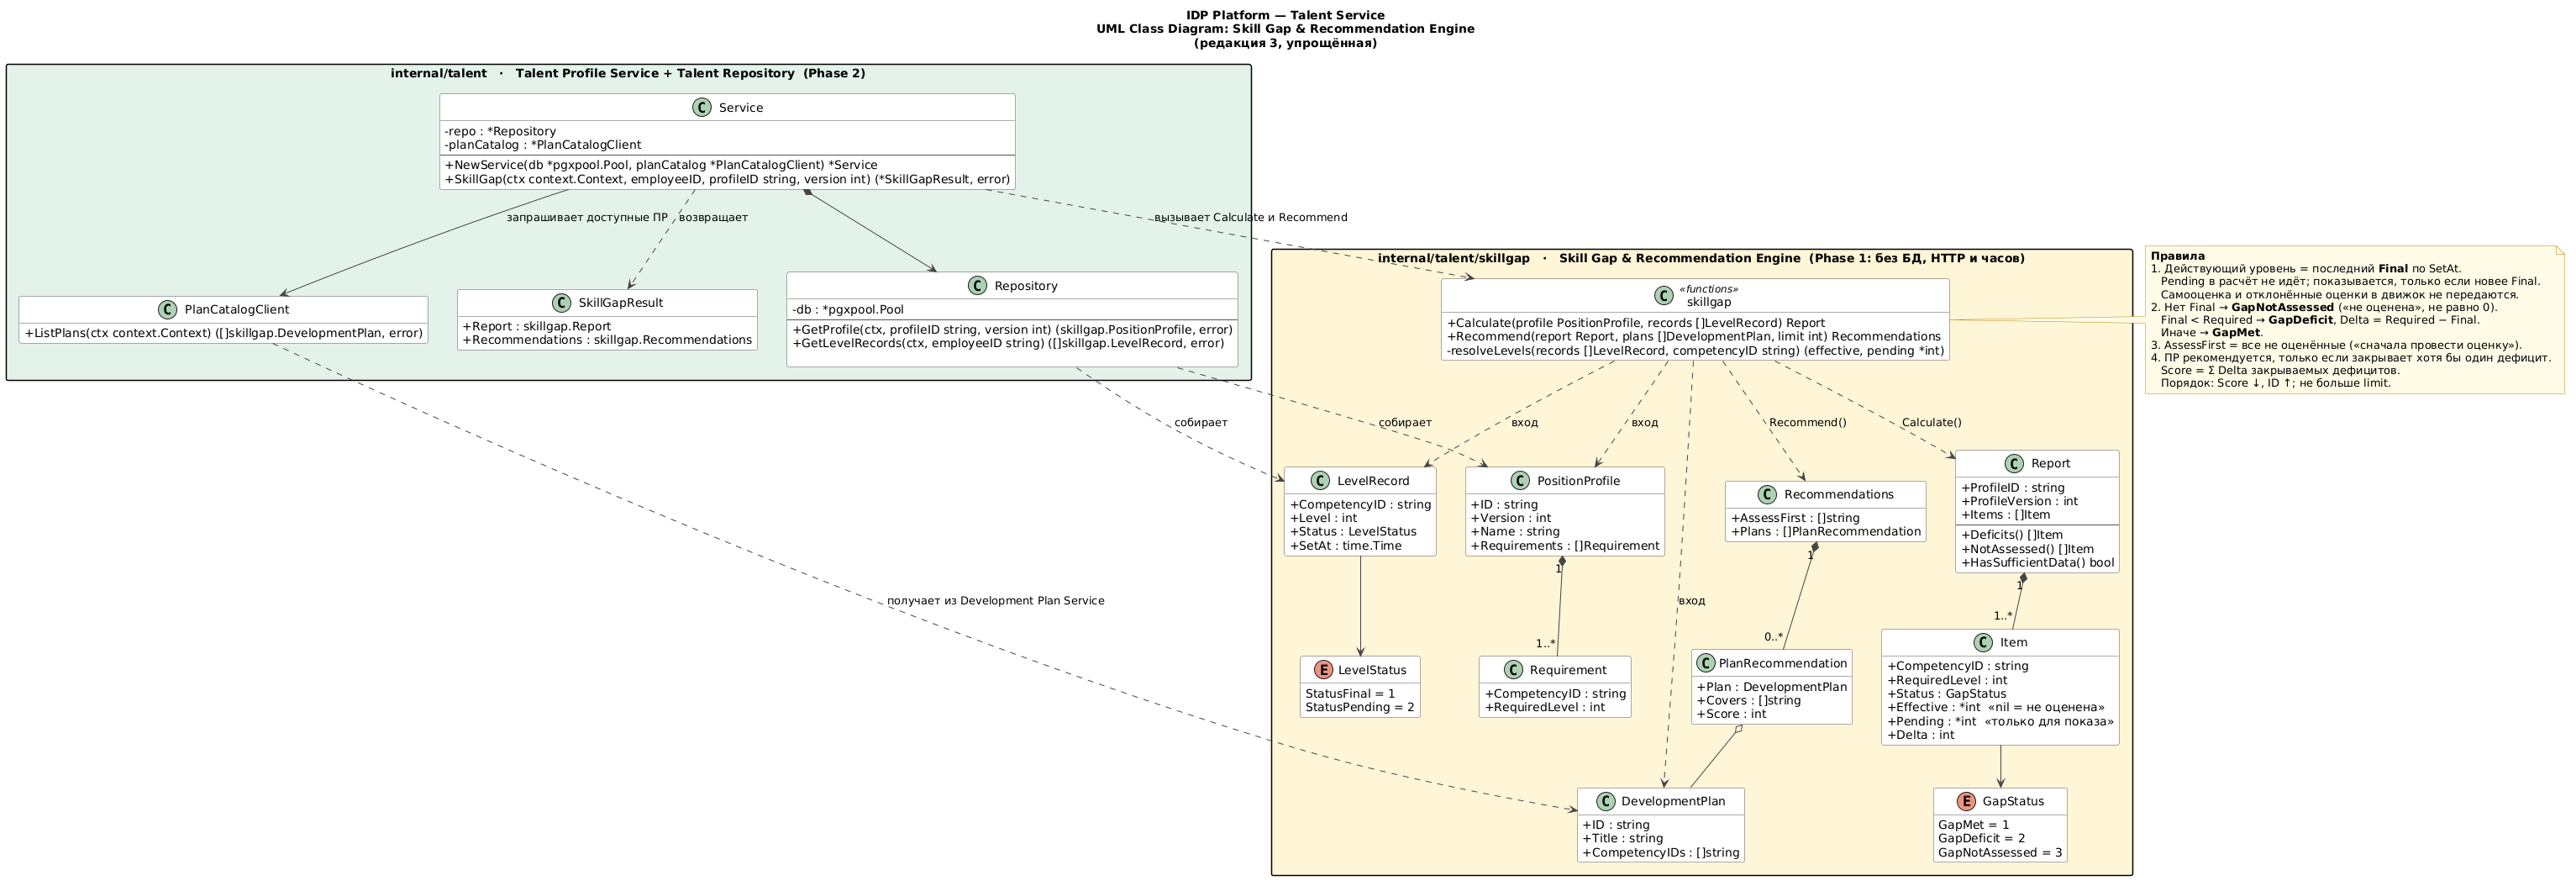 IDP Platform — Talent Service
UML Class Diagram: Skill Gap & Recommendation Engine
(редакция 3, упрощённая)
internal/talent · Talent Profile Service + Talent Repository (Phase 2)
C Service
-repo : *Repository
-planCatalog : *PlanCatalogClient
+NewService(db *pgxpool.Pool, planCatalog *PlanCatalogClient) *Service
+SkillGap(ctx context.Context, employeeID, profileID string, version int) (*SkillGapResult, error)
запрашивает доступные ПР
возвращает
вызывает Calculate и Recommend
C PlanCatalogClient
+ListPlans(ctx context.Context) ([]skillgap.DevelopmentPlan, error)
C SkillGapResult
+Report : skillgap.Report
+Recommendations : skillgap.Recommendations
C Repository
-db : *pgxpool.Pool
+GetProfile(ctx, profileID string, version int) (skillgap.PositionProfile, error)
+GetLevelRecords(ctx, employeeID string) ([]skillgap.LevelRecord, error)
internal/talent/skillgap · Skill Gap & Recommendation Engine (Phase 1: без БД, HTTP и часов)
C «functions»
skillgap
+Calculate(profile PositionProfile, records []LevelRecord) Report
+Recommend(report Report, plans []DevelopmentPlan, limit int) Recommendations
-resolveLevels(records []LevelRecord, competencyID string) (effective, pending *int)
Правила
1. Действующий уровень = последний Final по SetAt.
Pending в расчёт не идёт; показывается, только если новее Final.
Самооценка и отклонённые оценки в движок не передаются.
2. Нет Final → GapNotAssessed («не оценена», не равно 0).
Final < Required → GapDeficit, Delta = Required − Final.
Иначе → GapMet.
3. AssessFirst = все не оценённые («сначала провести оценку»).
4. ПР рекомендуется, только если закрывает хотя бы один дефицит.
Score = Σ Delta закрываемых дефицитов.
Порядок: Score ↓, ID ↑; не больше limit.
собирает
собирает
вход
вход
Recommend()
Calculate()
C LevelRecord
+CompetencyID : string
+Level : int
+Status : LevelStatus
+SetAt : time.Time
C PositionProfile
+ID : string
+Version : int
+Name : string
+Requirements : []Requirement
C Recommendations
+AssessFirst : []string
+Plans : []PlanRecommendation
C Report
+ProfileID : string
+ProfileVersion : int
+Items : []Item
+Deficits() []Item
+NotAssessed() []Item
+HasSufficientData() bool
1
1
1
получает из Development Plan Service
вход
1..*
0..*
1..*
E LevelStatus
StatusFinal = 1
StatusPending = 2
C Requirement
+CompetencyID : string
+RequiredLevel : int
C PlanRecommendation
+Plan : DevelopmentPlan
+Covers : []string
+Score : int
C Item
+CompetencyID : string
+RequiredLevel : int
+Status : GapStatus
+Effective : *int «nil = не оценена»
+Pending : *int «только для показа»
+Delta : int
C DevelopmentPlan
+ID : string
+Title : string
+CompetencyIDs : []string
E GapStatus
GapMet = 1
GapDeficit = 2
GapNotAssessed = 3